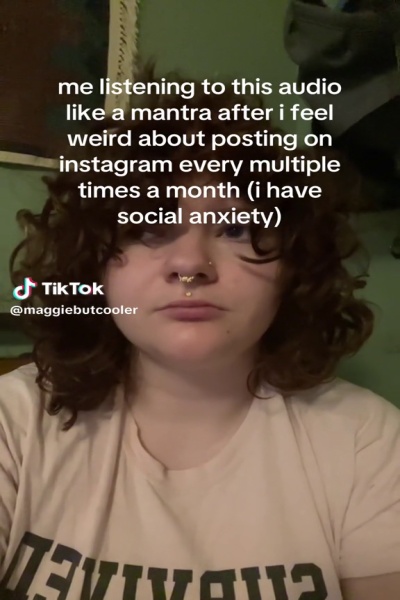 me listening to this audio
like a mantra after i feel
weird about posting on
instagram every multiple
times a month (i have
social anxiety)
TikTok
@maggiebutcooler
SURVIVED